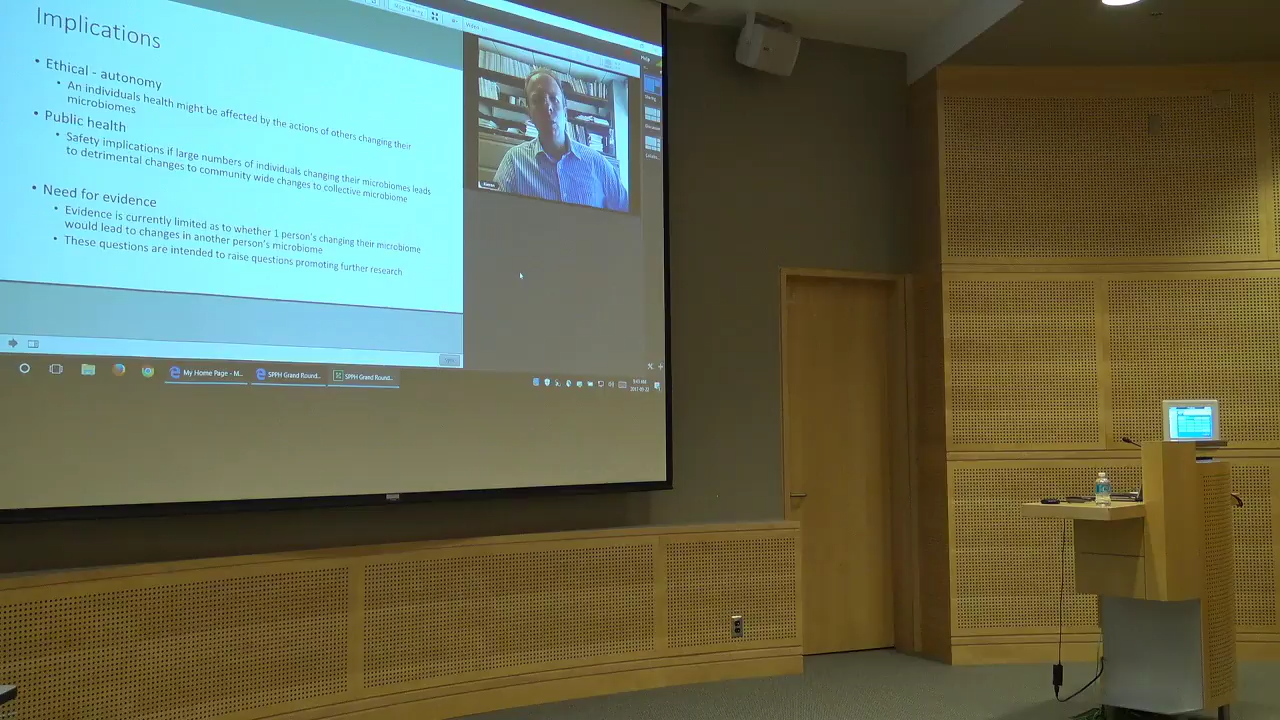 Stop Sharing
Video
Implications
• Ethical - autonomy
• An individuals health might be affected by the actions of others changing their
microbiomes
• Public health
• Safety implications if large numbers of individuals changing their microbiomes leads
to detrimental changes to community wide changes to collective microbiome
• Need for evidence
• Evidence is currently limited as to whether 1 person's changing their microbiome
would lead to changes in another person's microbiome
• These questions are intended to raise questions promoting further research
My Home Page - M...
SPPH Grand Round...
SPPH Grand Round...